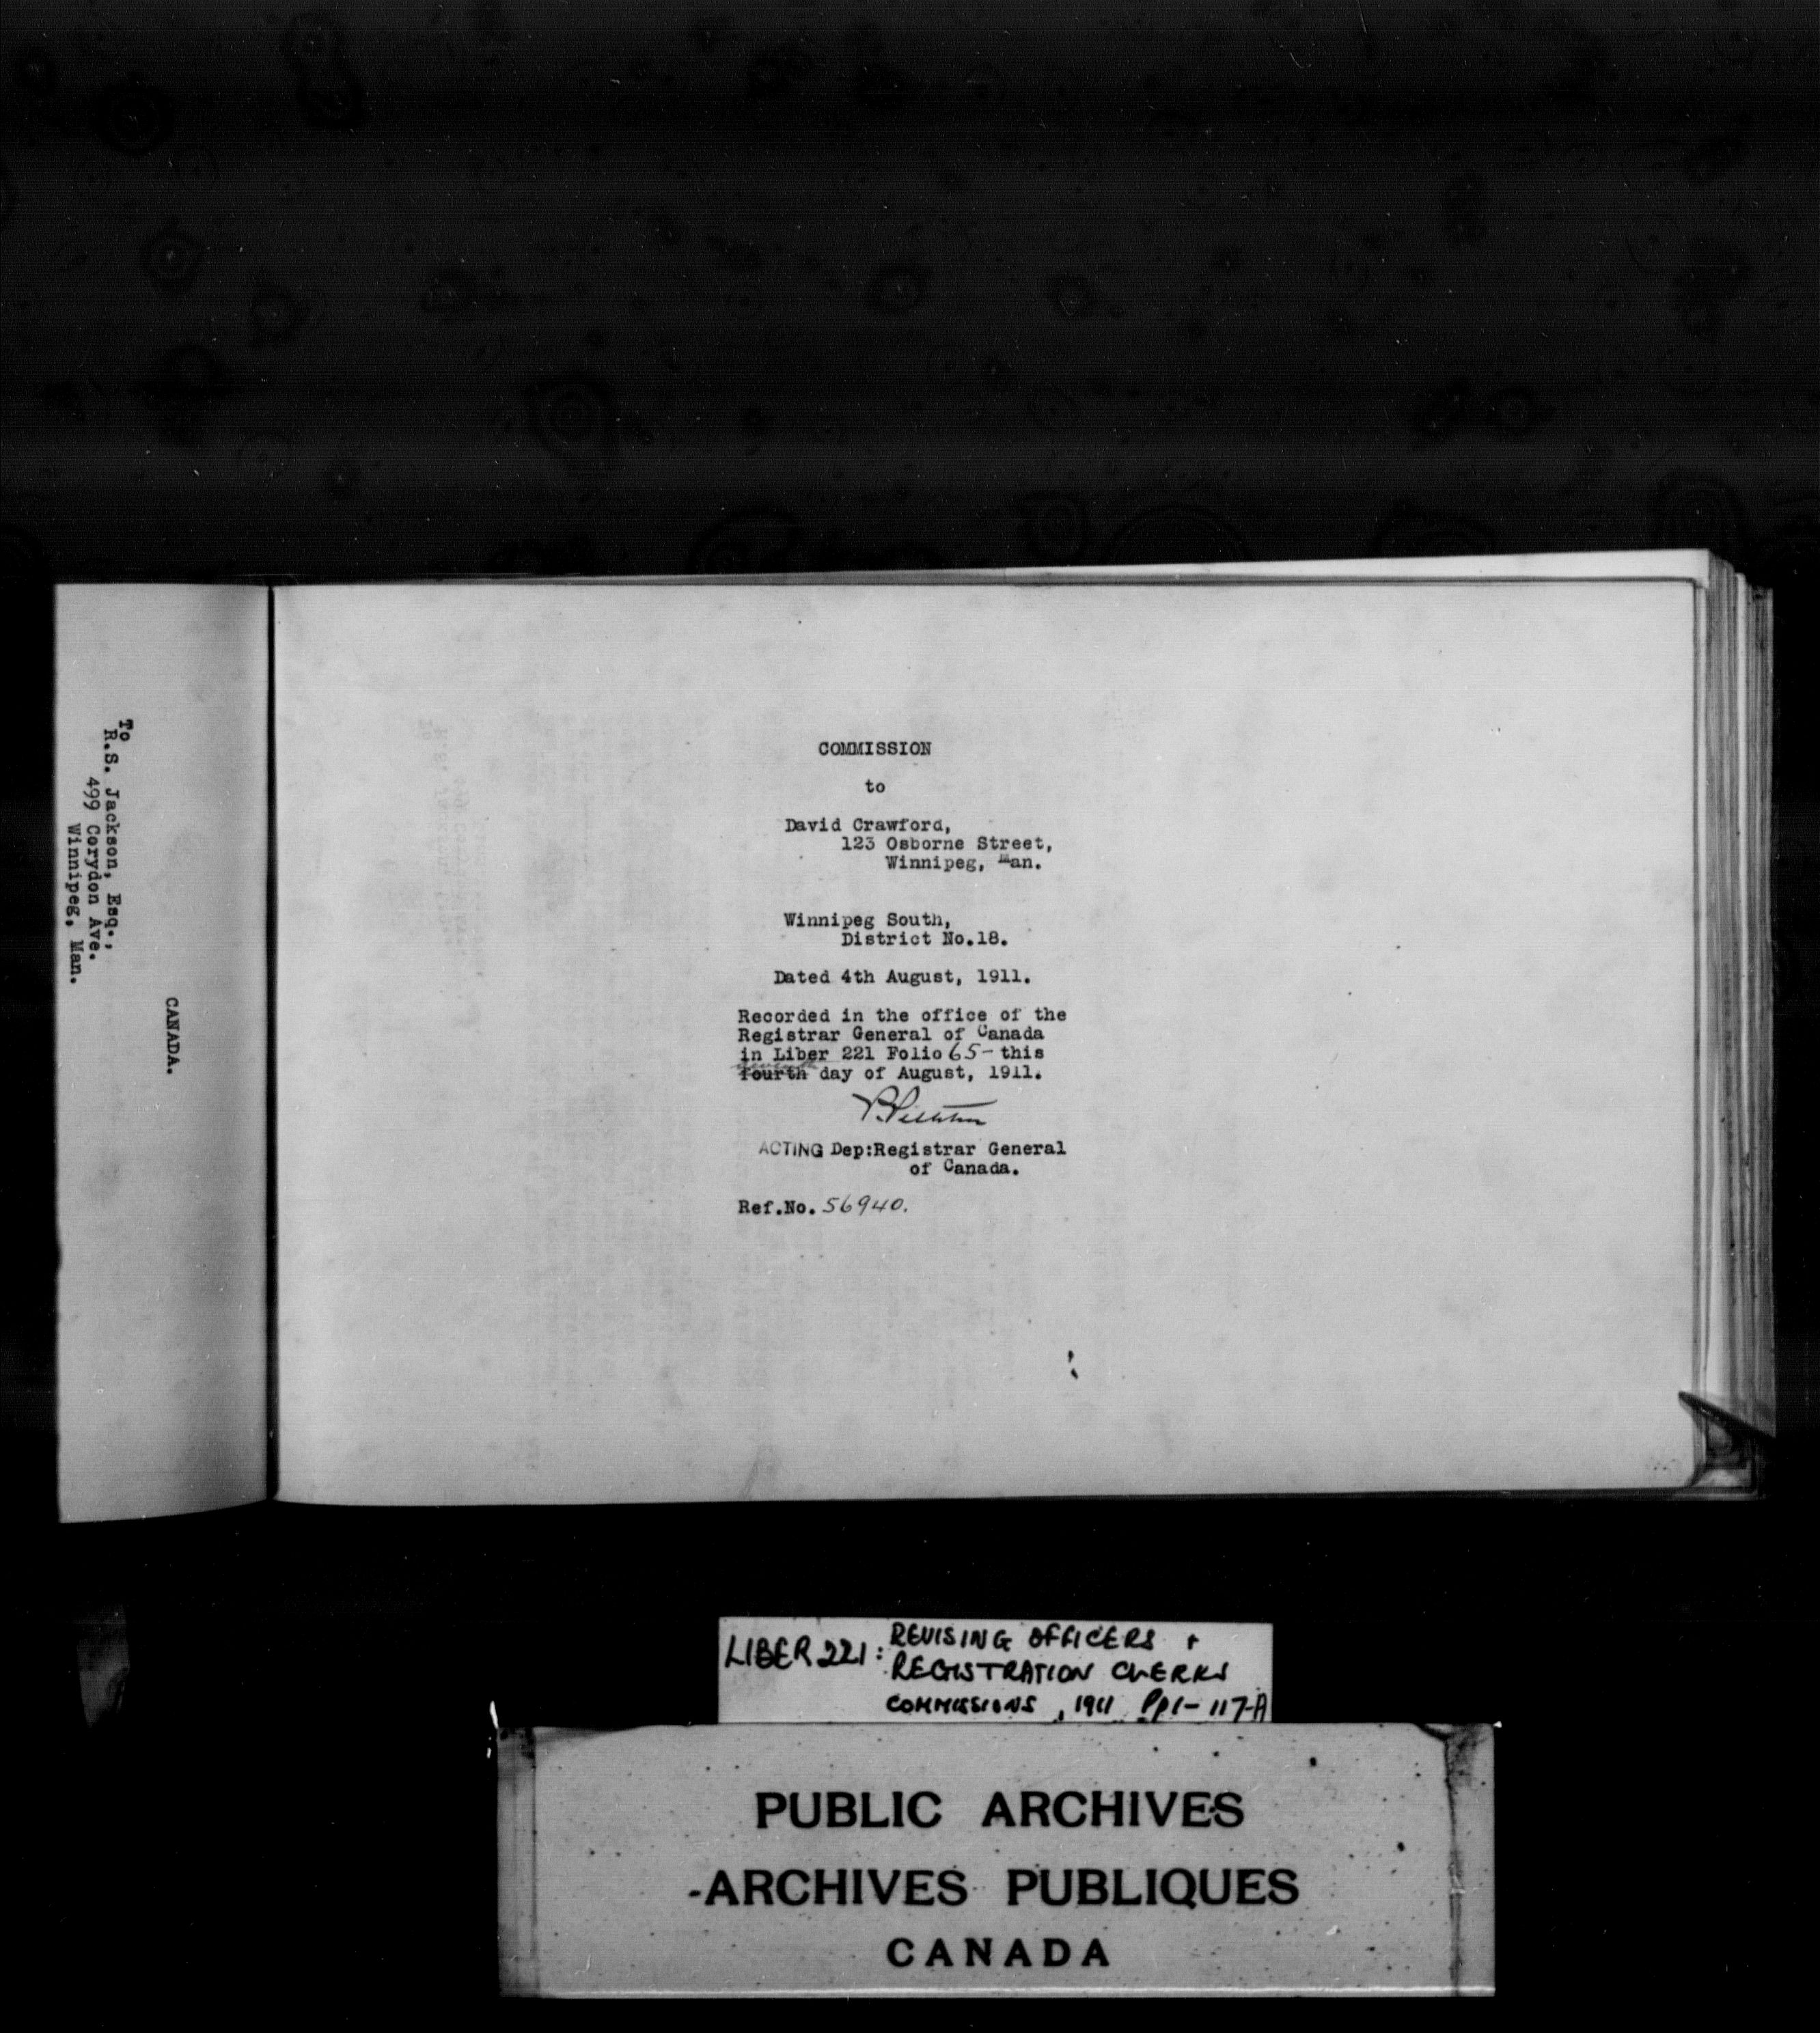 To
R.S. Jackson, Esq.,
499 Corydon Ave.
Winnipeg, Man.
CANADA.
COMMISSION
to
David Crawford,
123 Osborne Street,
Winnipeg, Man.
Winnipeg South,
District No.18.
Dated 4th August, 1911.
Recorded in the office of the
Registrar General of Canada
in Liber 221 Folio 65- this
seventh
fourth day of August, 1911.
ACTING Dep:Registrar General
of Canada.
Ref.No. 56940.
LIBER 221: REVISING OFFICERS +
REGISTRATION CLERKS
COMMISSIONS, 1911 Pp1-117-A
PUBLIC ARCHIVES
-ARCHIVES PUBLIQUES
CANADA